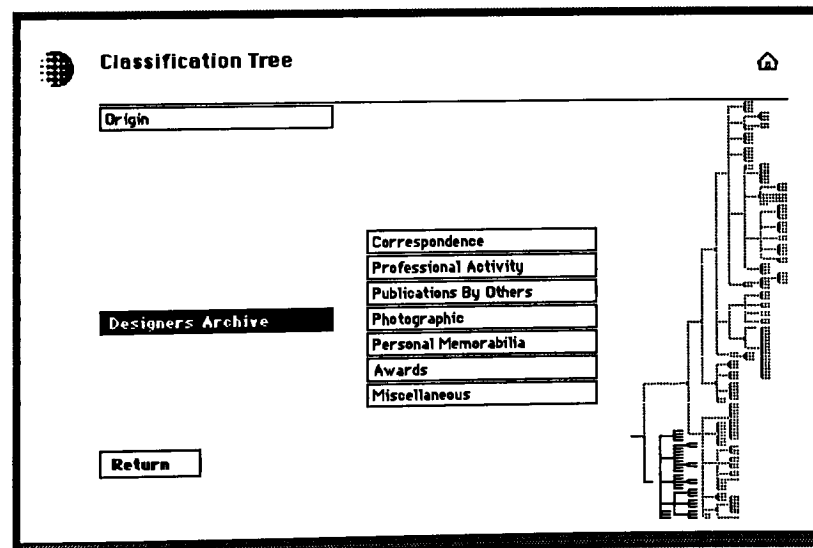 Classification Tree
Origin
Correspondence
Professional Activity
Publications By Others
Designers Archive
Photographic
Personal Memorabilia
Awards
Miscellaneous
Return